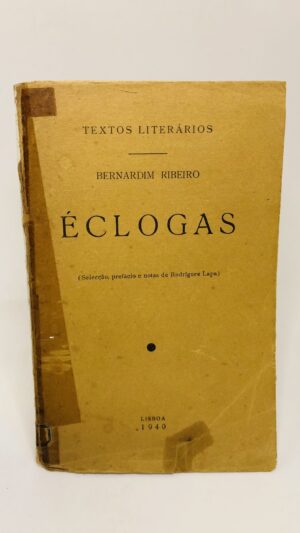 TEXTOS LITERÁRIOS
BERNARDIM RIBEIRO
ÉCLOGAS
(Selecção, prefácio e notas de Rodrigues Lapa)
LISBOA
1940